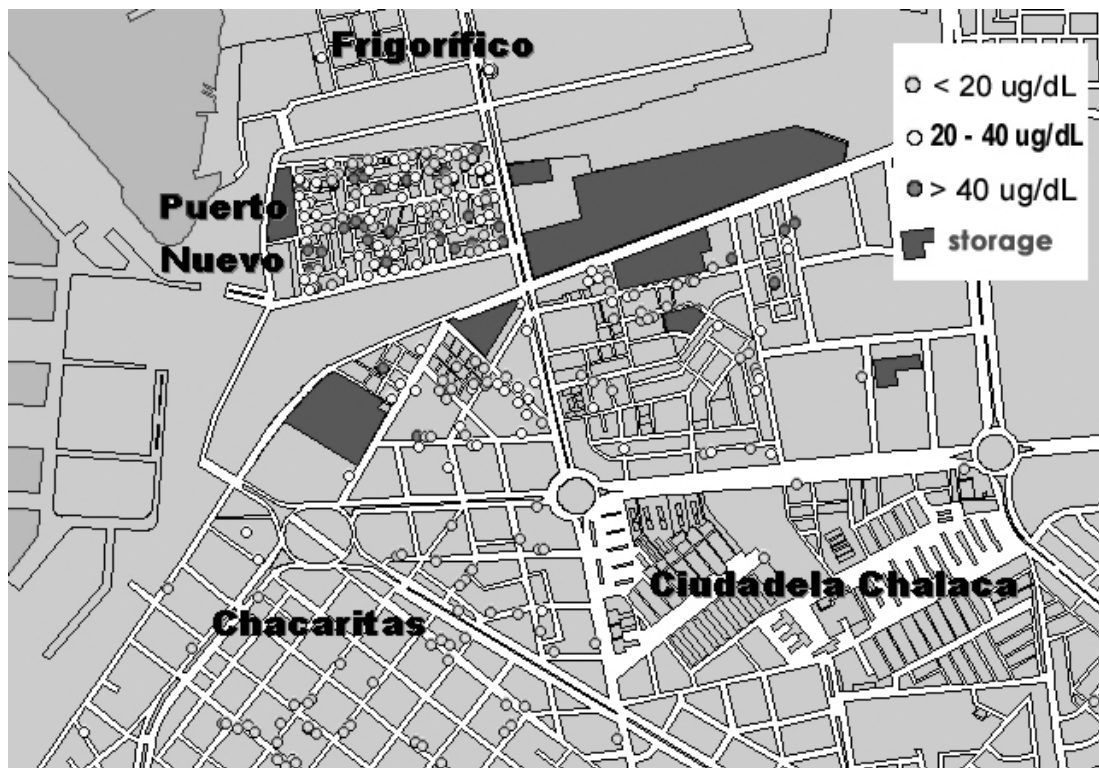 Frigorífico
< 20 ug/dL
20 - 40 ug/dL
> 40 ug/dL
storage
Puerto
Nuevo
Ciudadela Chalaca
Chacaritas